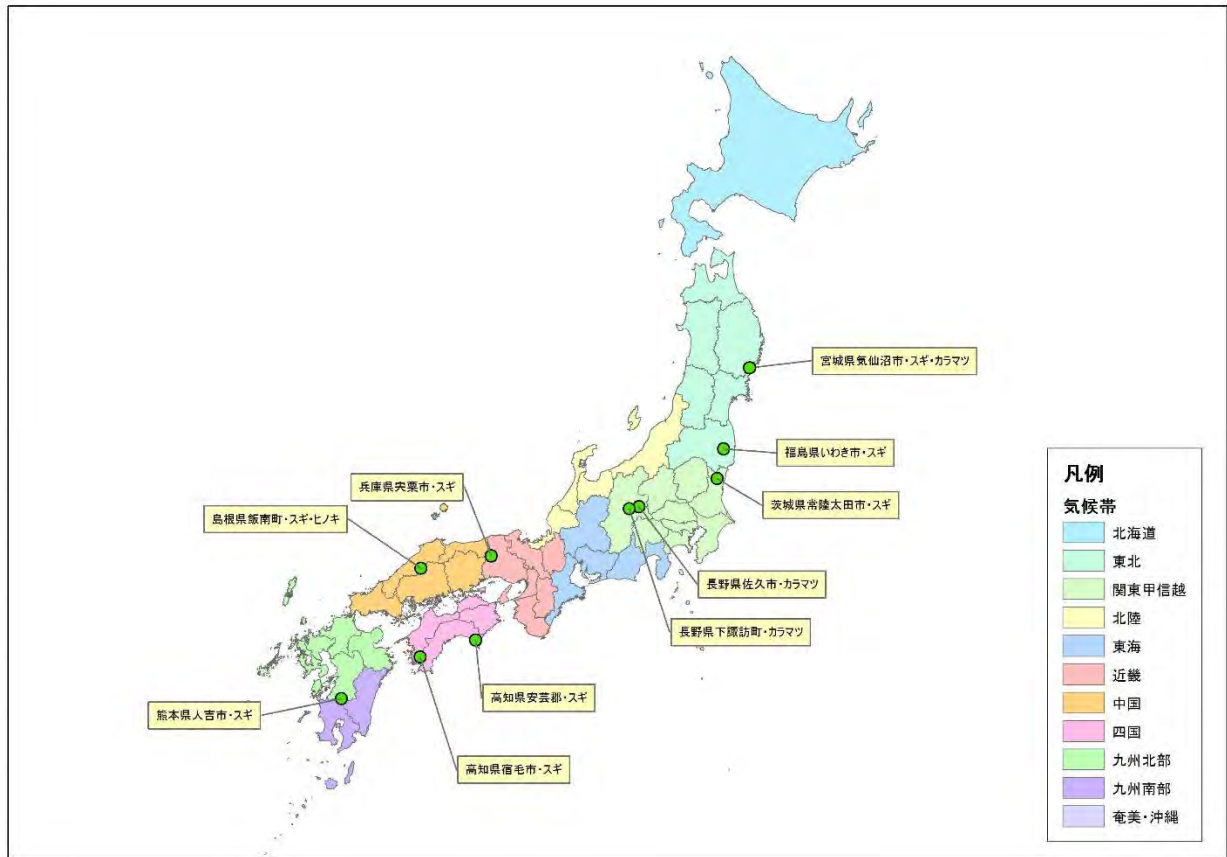 宮城県気仙沼市・スギ・カラマツ
福島県いわき市・スギ
兵庫県宍粟市・スギ
茨城県常陸太田市・スギ
島根県飯南町・スギ・ヒノキ
長野県佐久市・カラマツ
長野県下諏訪町・カラマツ
高知県安芸郡・スギ
熊本県人吉市・スギ
高知県宿毛市・スギ
凡例
気候帯
北海道
東北
関東甲信越
北陸
東海
近畿
中国
四国
九州北部
九州南部
奄美・沖縄